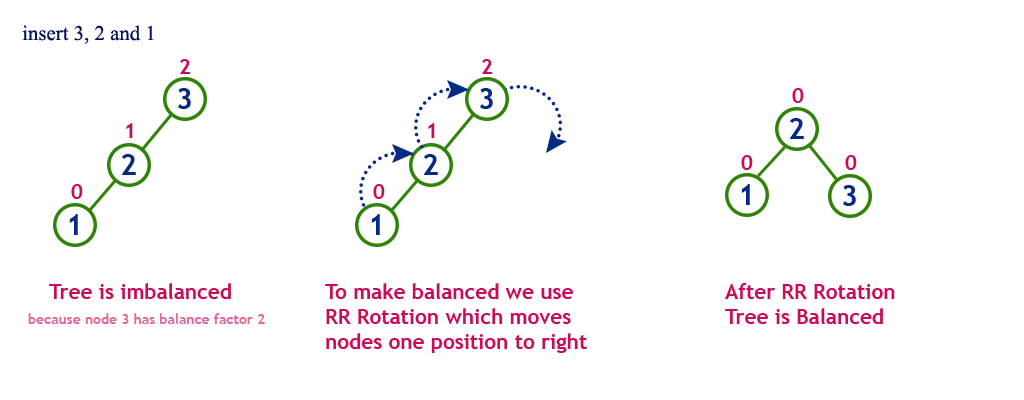 insert 3, 2 and 1
2
3
1
2
0
1
Tree is imbalanced
because node 3 has balance factor 2
2
3
1
2
0
1
To make balanced we use
RR Rotation which moves
nodes one position to right
0
2
0
0
1
3
After RR Rotation
Tree is Balanced